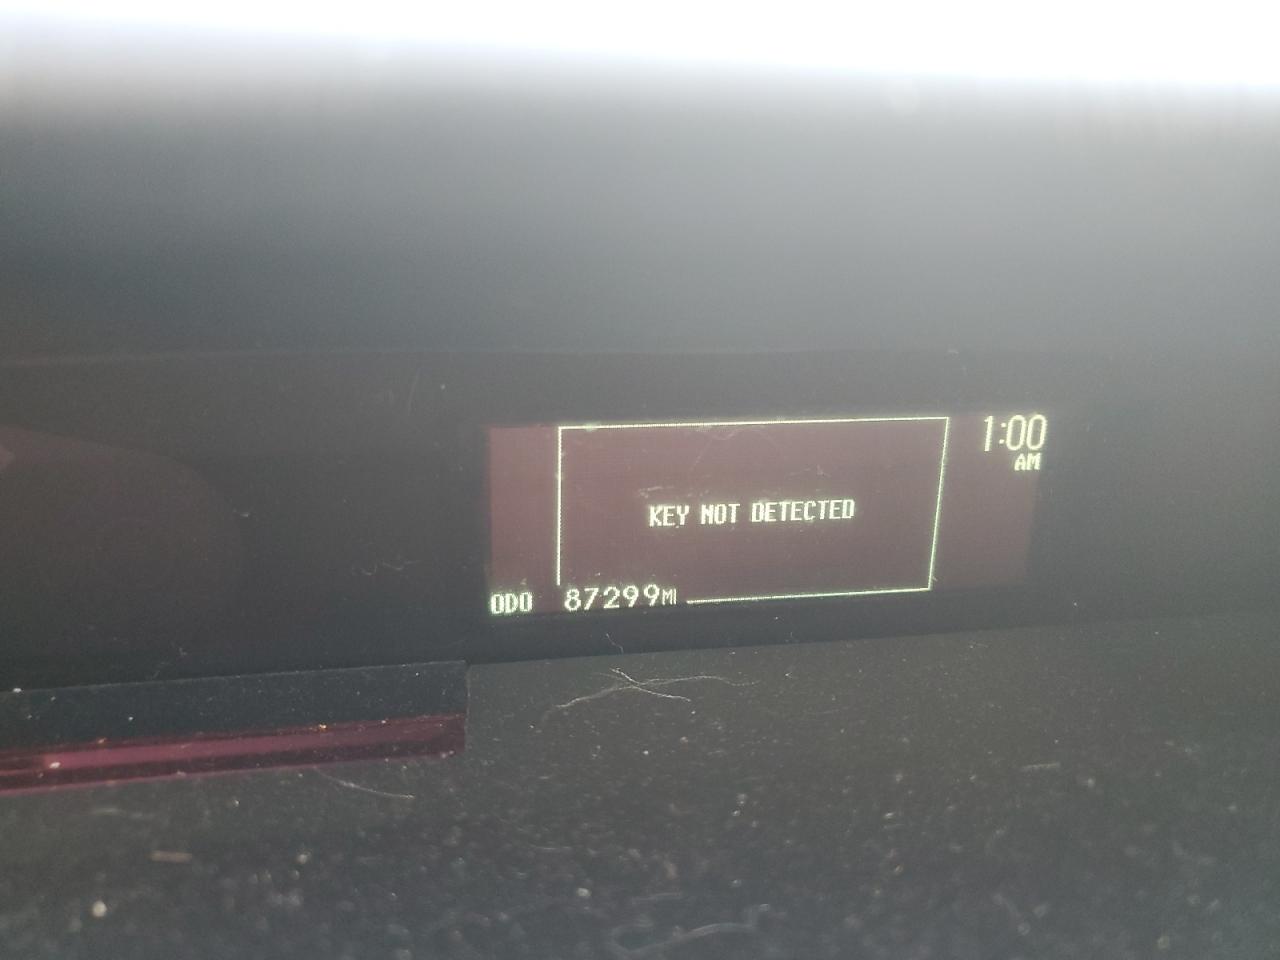 1:00
AM
KEY NOT DETECTED
ODO 87299MI